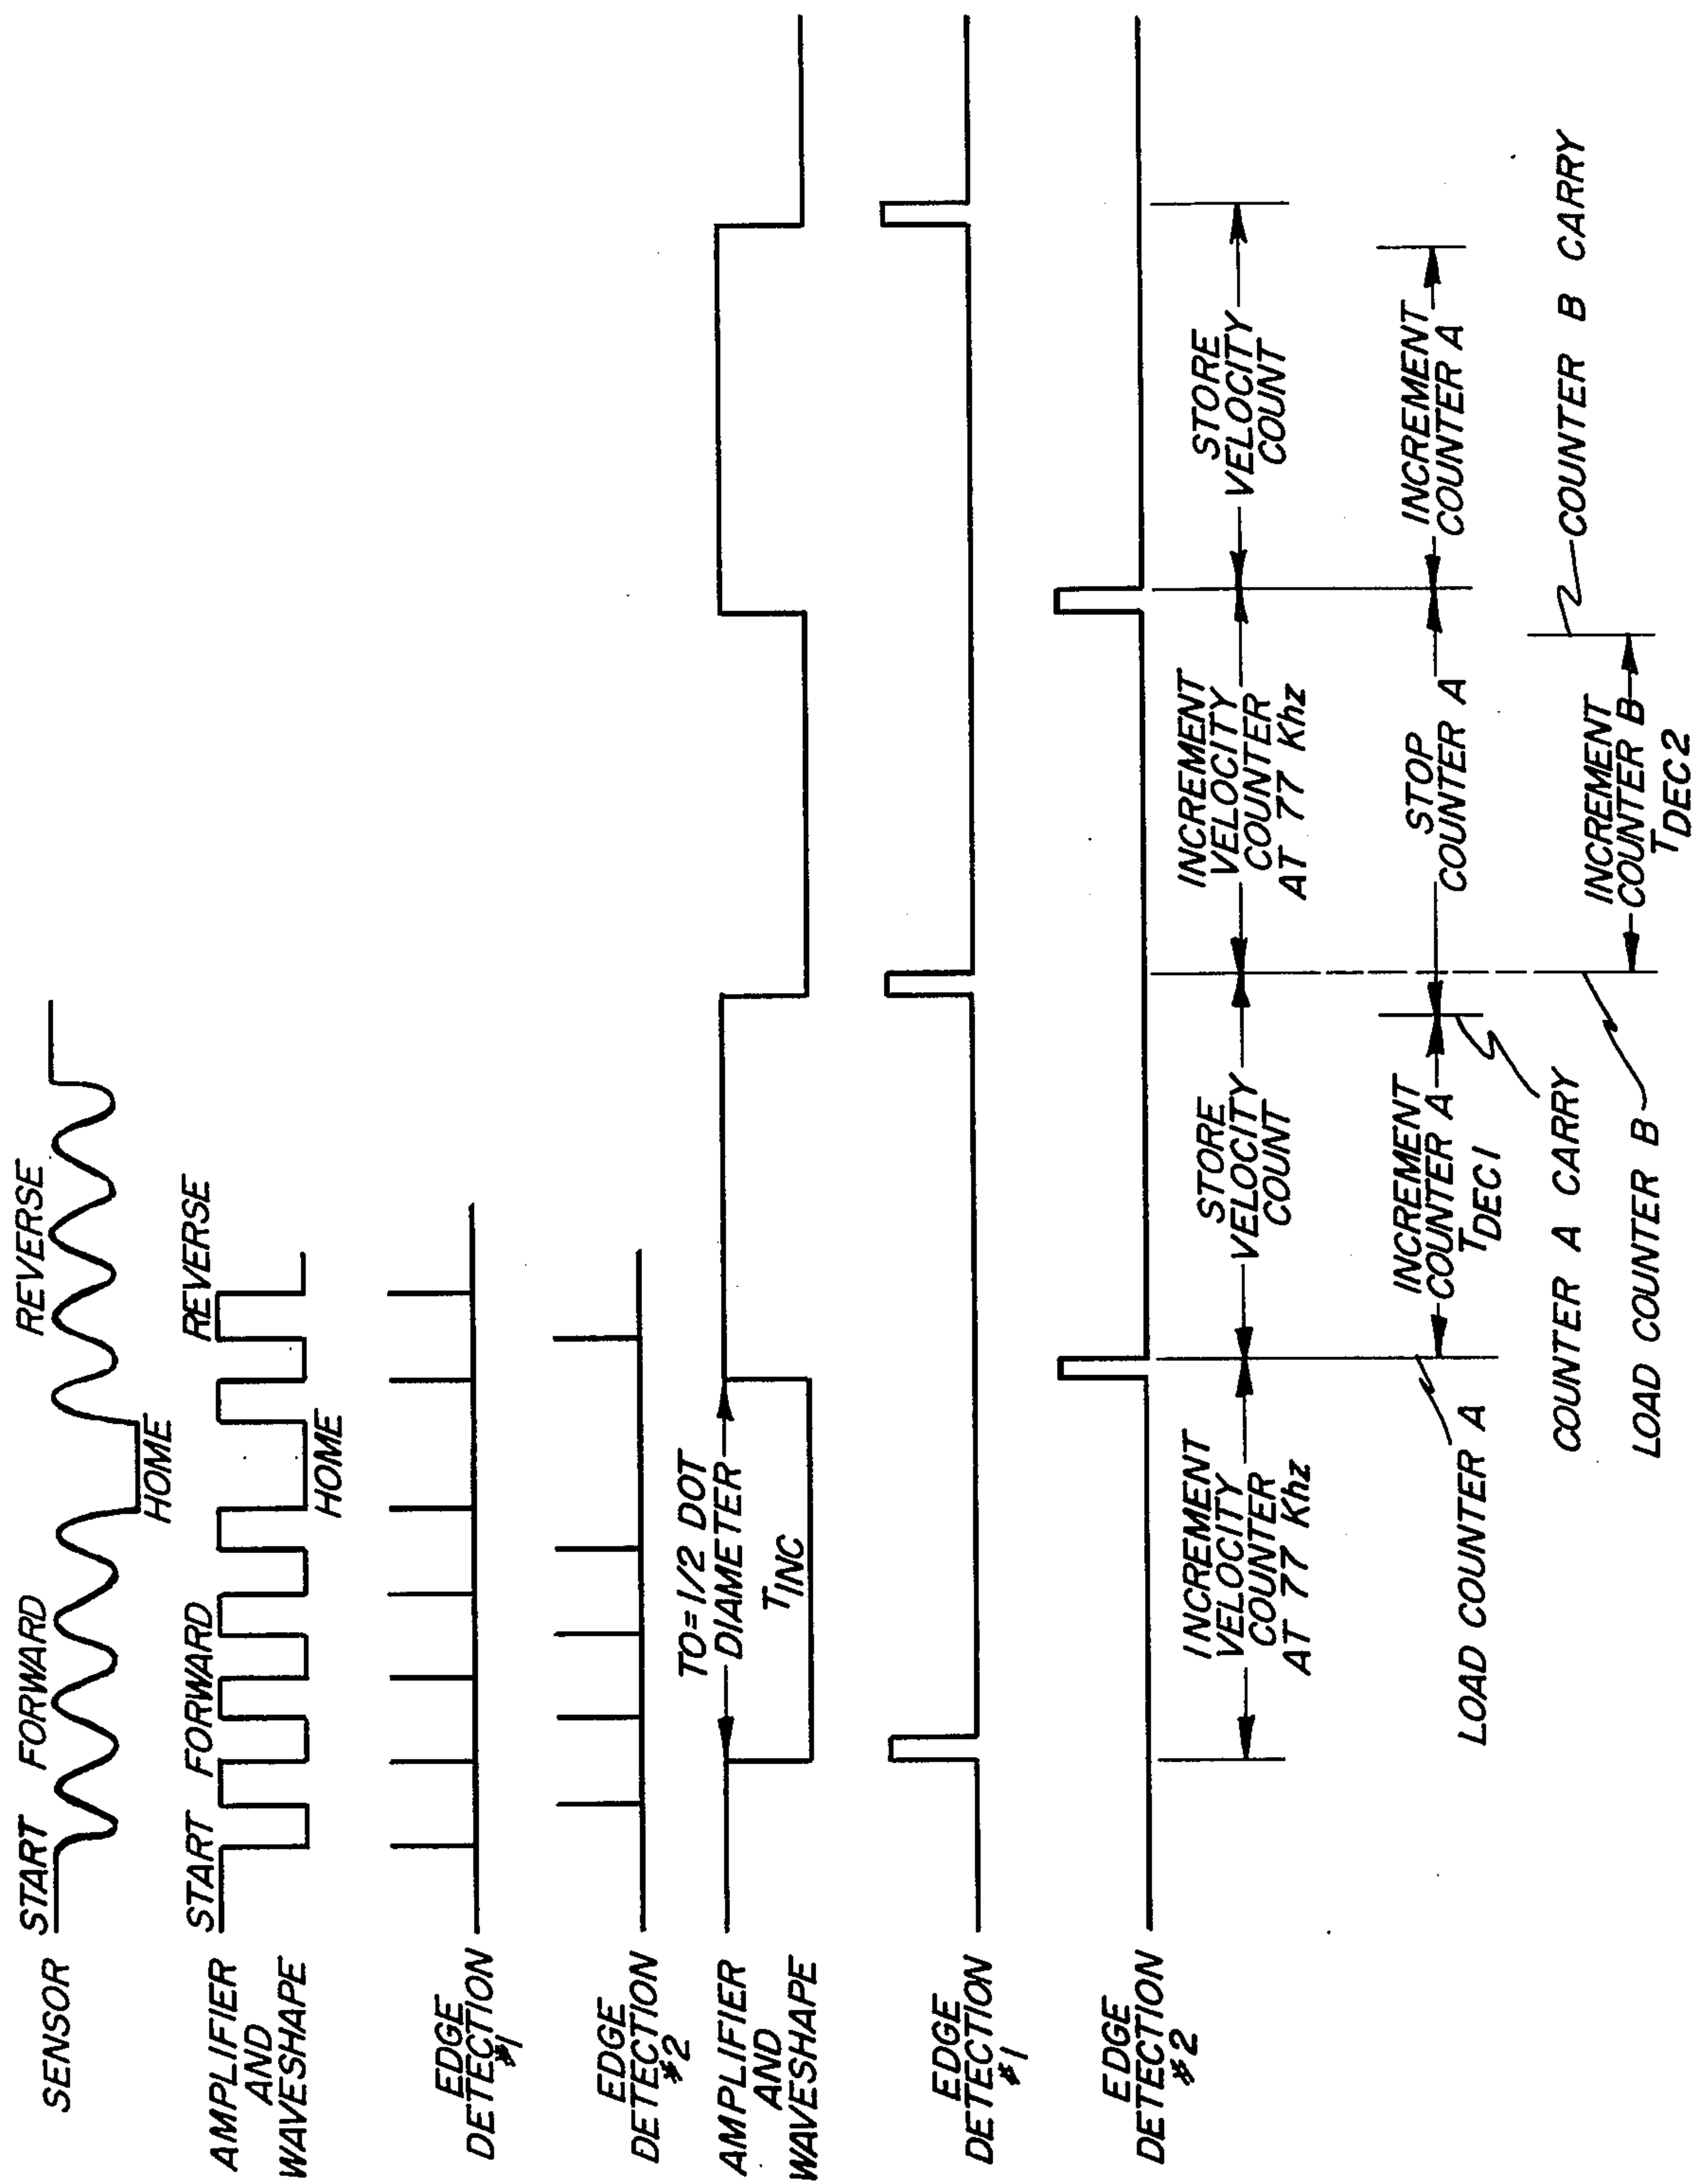 SENSOR
START FORWARD
HOME
REVERSE
AMPLIFIER
AND
WAVESHAPE
START FORWARD
HOME
REVERSE
EDGE
DETECTION
#1
EDGE
DETECTION
#2
AMPLIFIER
AND
WAVESHAPE
TO=1/2 DOT
DIAMETER
TINC
EDGE
DETECTION
#1
EDGE
DETECTION
#2
INCREMENT
VELOCITY
COUNTER
AT 77 Khz
STORE
VELOCITY
COUNT
INCREMENT
VELOCITY
COUNTER
AT 77 Khz
STORE
VELOCITY
COUNT
LOAD COUNTER A
INCREMENT
COUNTER A
TDEC1
STOP
COUNTER A
INCREMENT
COUNTER A
COUNTER A CARRY
LOAD COUNTER B
INCREMENT
COUNTER B
TDEC2
COUNTER B CARRY